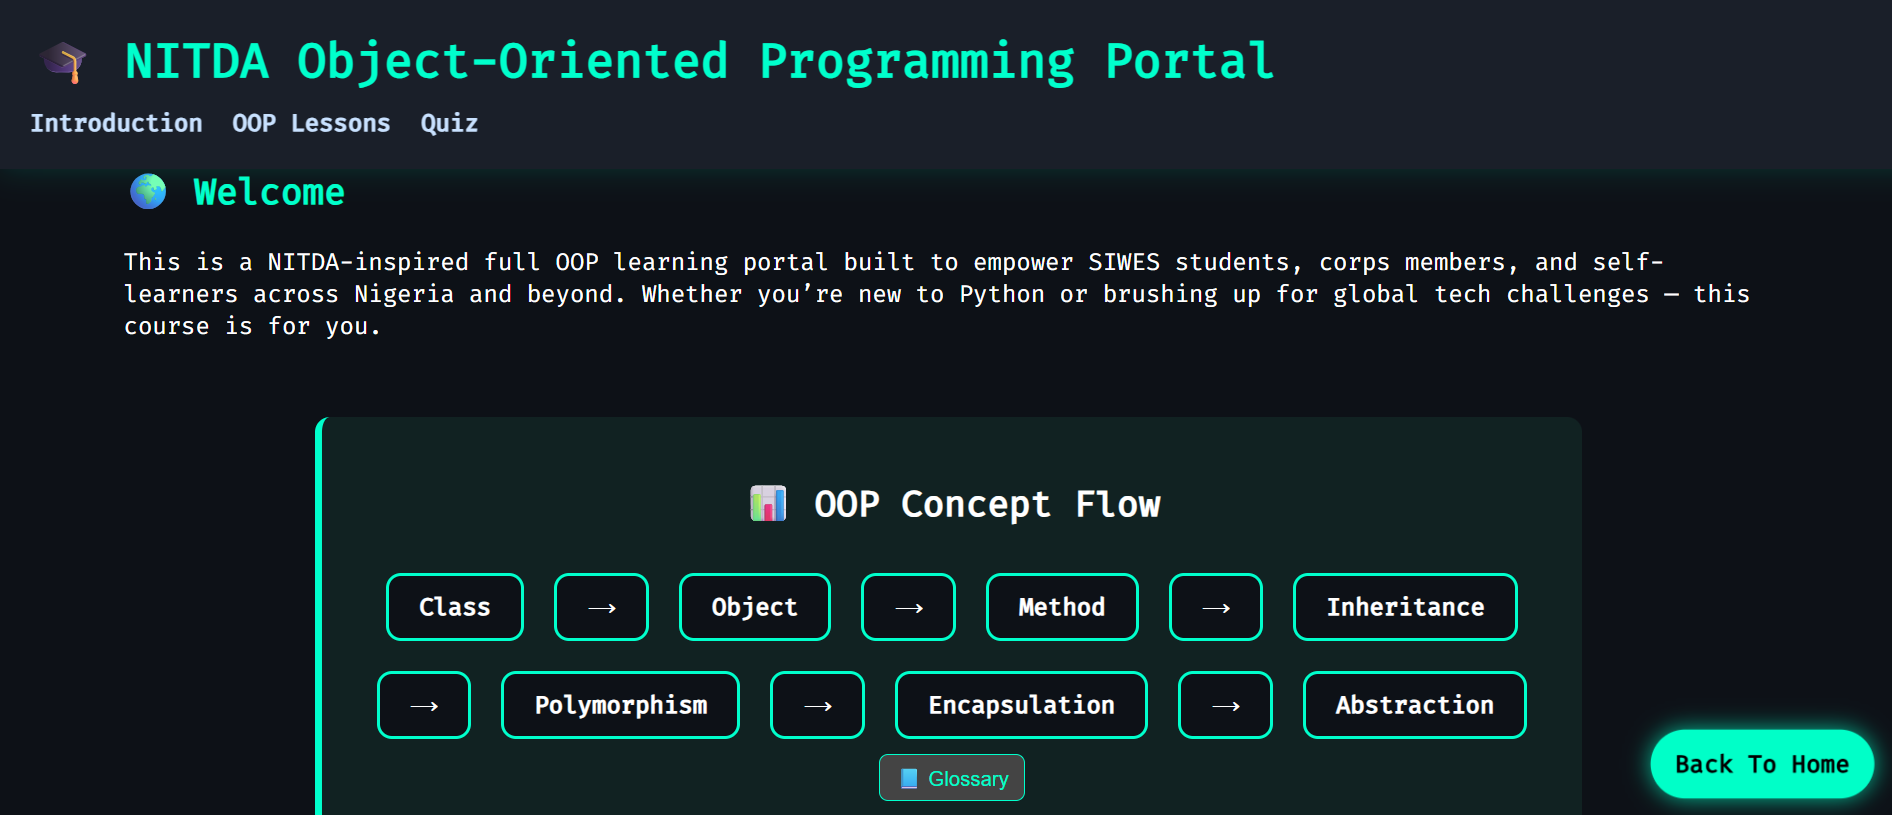 NITDA Object-Oriented Programming Portal
Introduction OOP Lessons Quiz
Welcome
This is a NITDA-inspired full OOP learning portal built to empower SIWES students, corps members, and self-
learners across Nigeria and beyond. Whether you’re new to Python or brushing up for global tech challenges — this
course is for you.
OOP Concept Flow
Class → Object → Method → Inheritance
→ Polymorphism → Encapsulation → Abstraction
Glossary
Back To Home